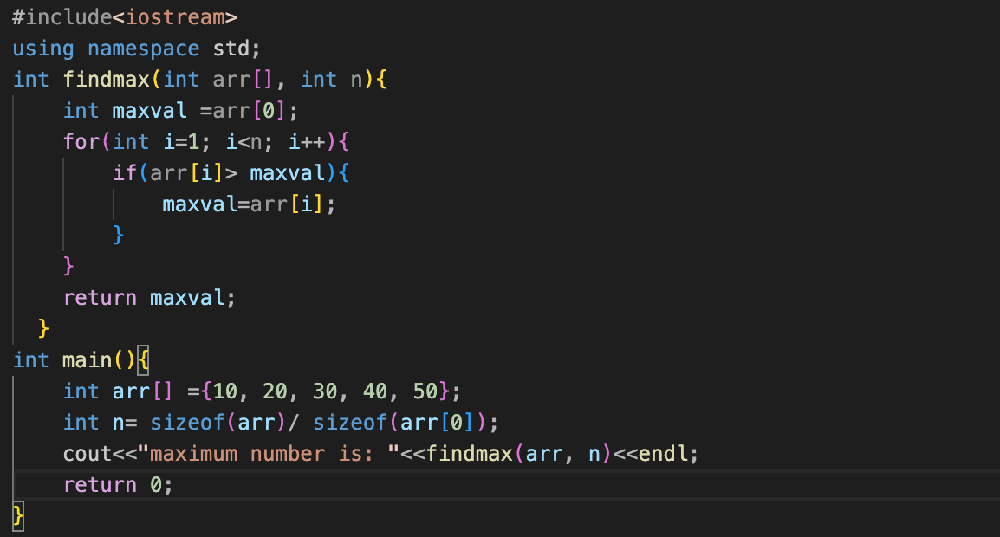 #include<iostream>
using namespace std;
int findmax(int arr[], int n){
    int maxval =arr[0];
    for(int i=1; i<n; i++){
        if(arr[i]> maxval){
            maxval=arr[i];
        }
    }
    return maxval;
  }
int main(){
    int arr[] ={10, 20, 30, 40, 50};
    int n= sizeof(arr)/ sizeof(arr[0]);
    cout<<"maximum number is: "<<findmax(arr, n)<<endl;
    return 0;
}